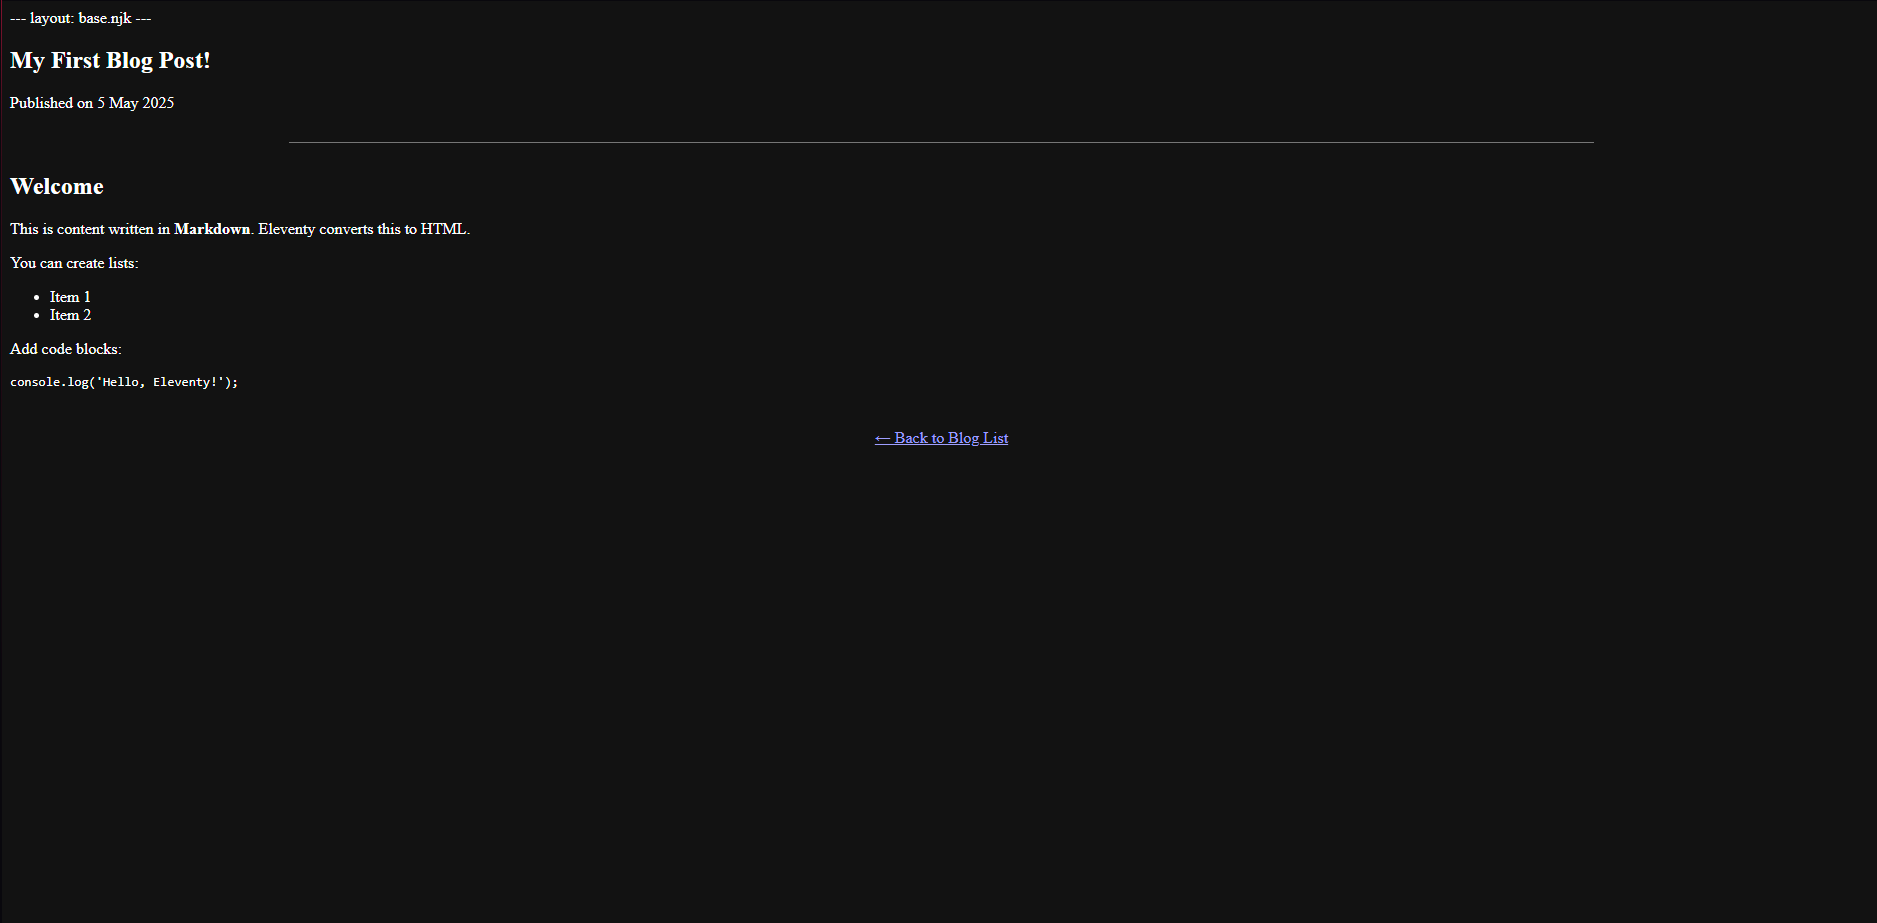 --- layout: base.njk ---
My First Blog Post!
Published on 5 May 2025
Welcome
This is content written in Markdown. Eleventy converts this to HTML.
You can create lists:
• Item 1
• Item 2
Add code blocks:
console.log('Hello, Eleventy!');
← Back to Blog List